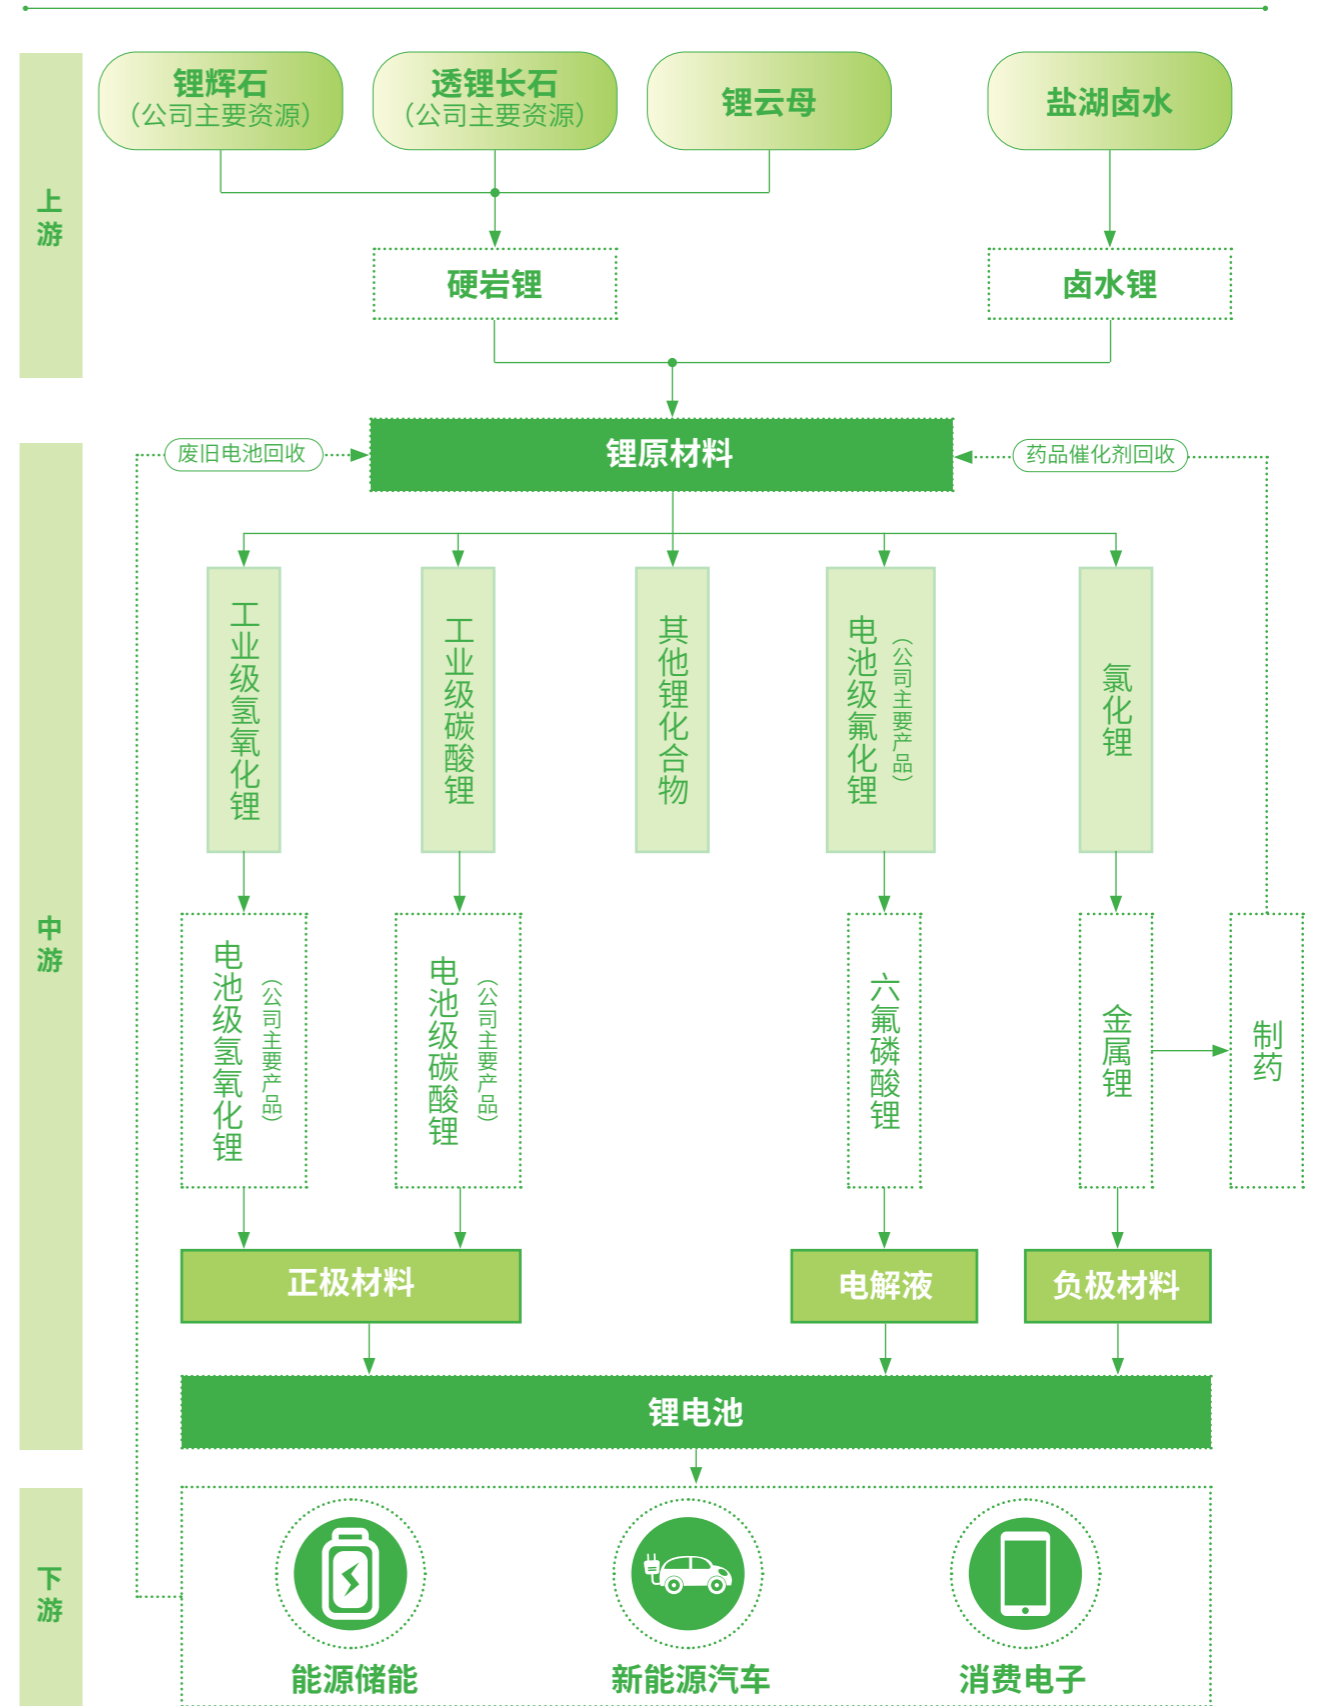 上游
锂辉石
（公司主要资源）
透锂长石
（公司主要资源）
锂云母
盐湖卤水
硬岩锂
卤水锂
中游
废旧电池回收
锂原材料
药品催化剂回收
工业级氢氧化锂
工业级碳酸锂
其他锂化合物
电池级氟化锂
（公司主要产品）
氯化锂
电池级氢氧化锂
（公司主要产品）
电池级碳酸锂
（公司主要产品）
六氟磷酸锂
金属锂
制药
正极材料
电解液
负极材料
锂电池
下游
能源储能
新能源汽车
消费电子